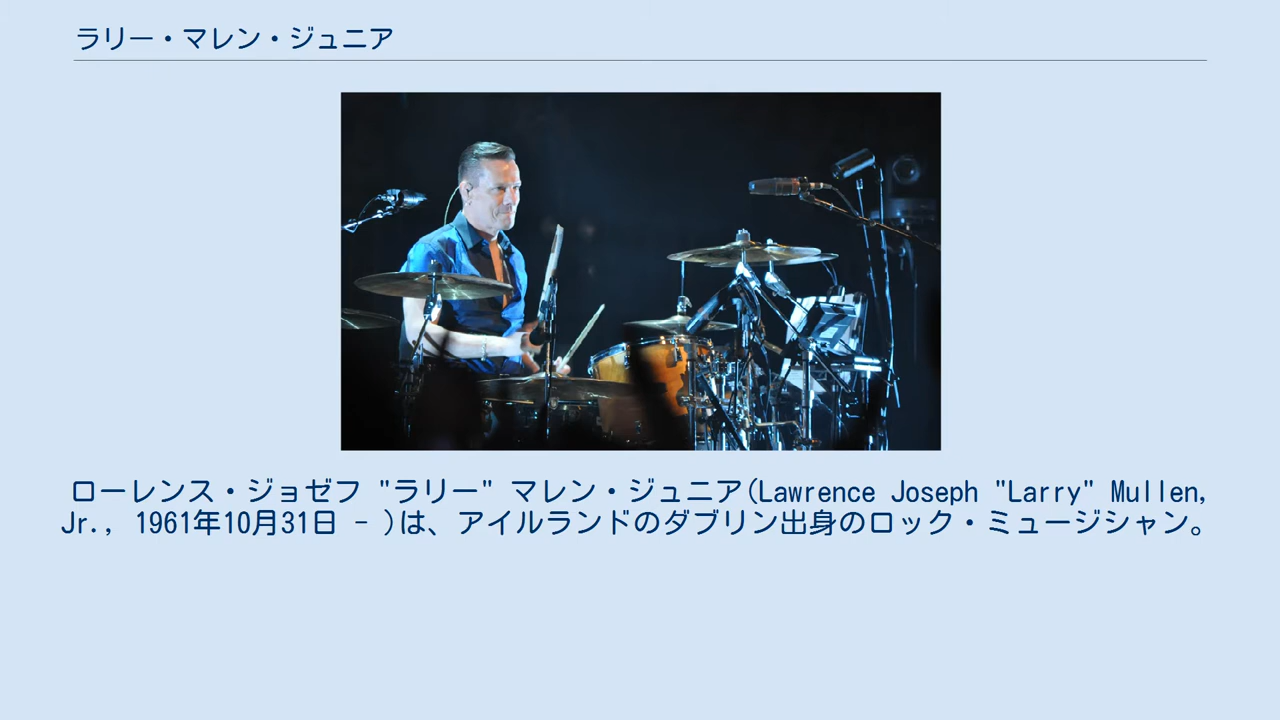 ラリー・マレン・ジュニア
ローレンス・ジョゼフ "ラリー" マレン・ジュニア(Lawrence Joseph "Larry" Mullen,
Jr., 1961年10月31日 - )は、アイルランドのダブリン出身のロック・ミュージシャン。